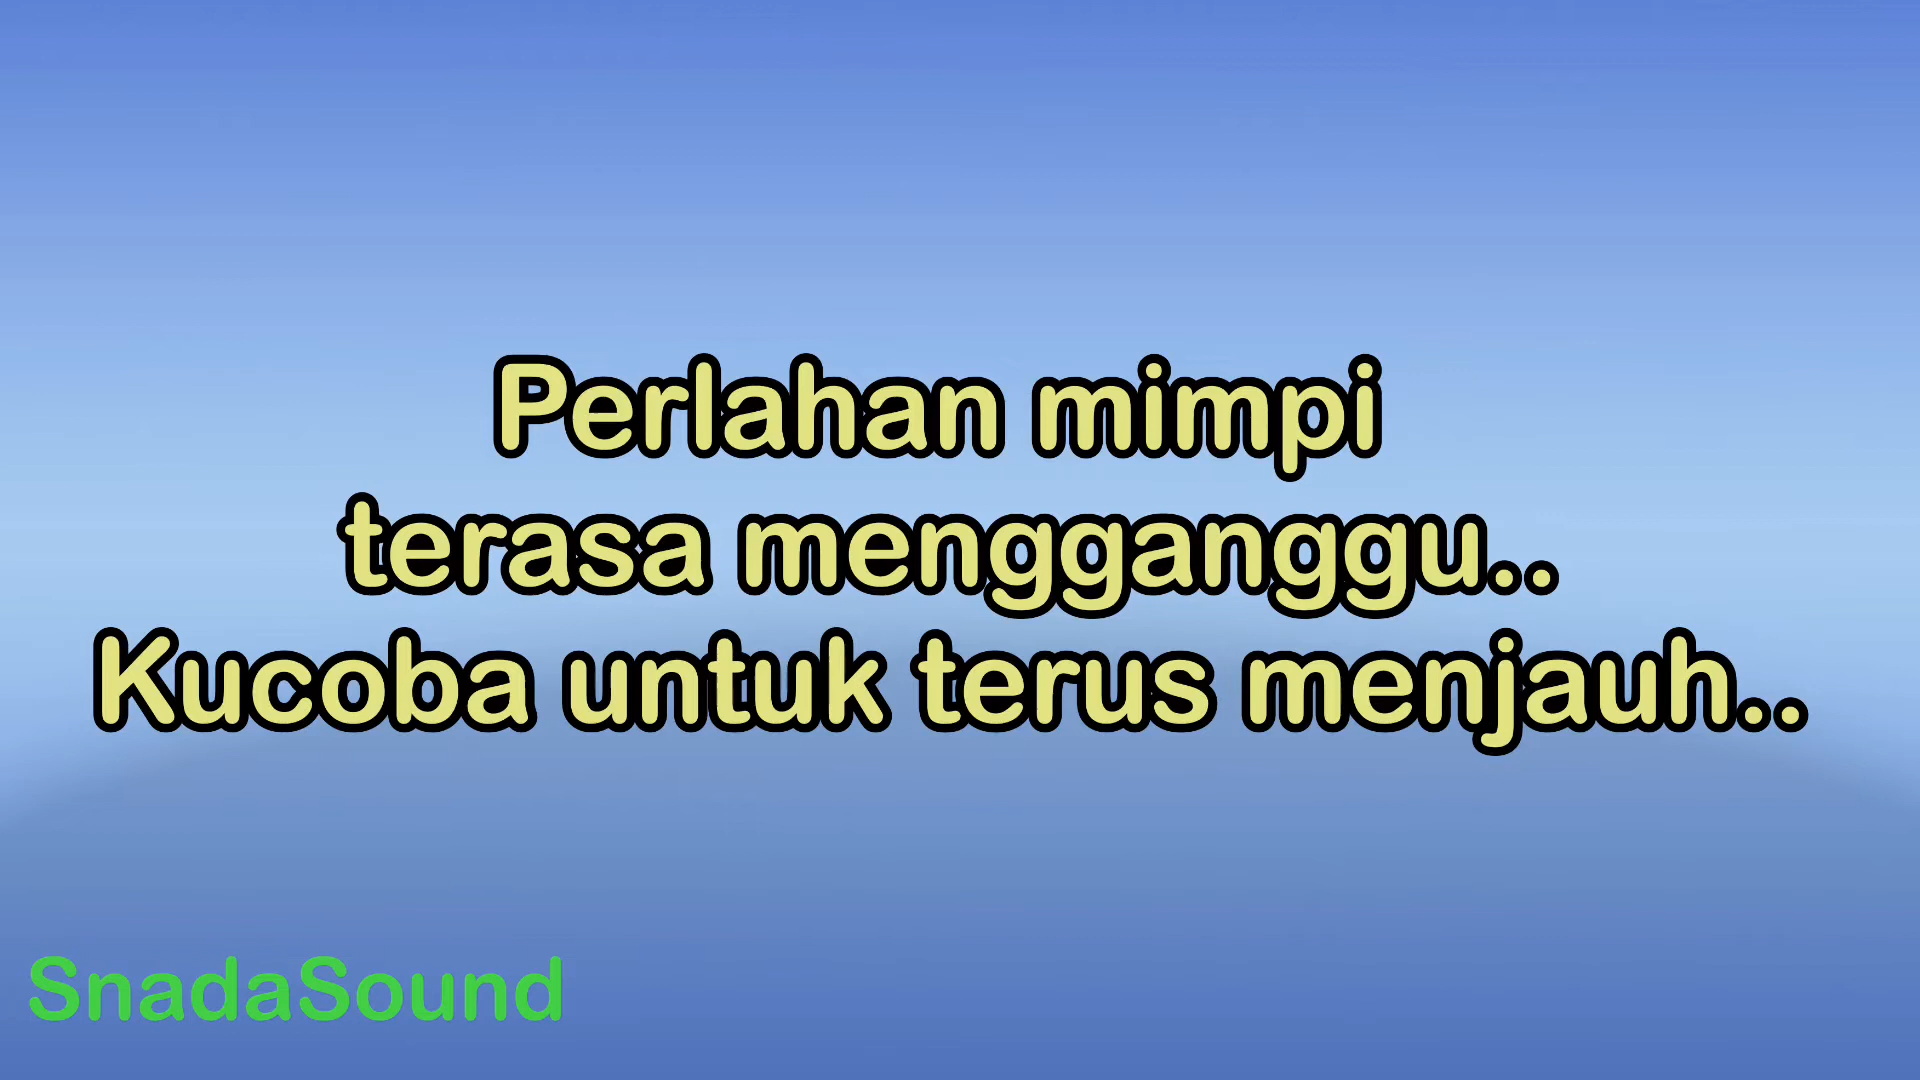 Perlahan mimpi
terasa mengganggu..
Kucoba untuk terus menjauh..
SnadaSound